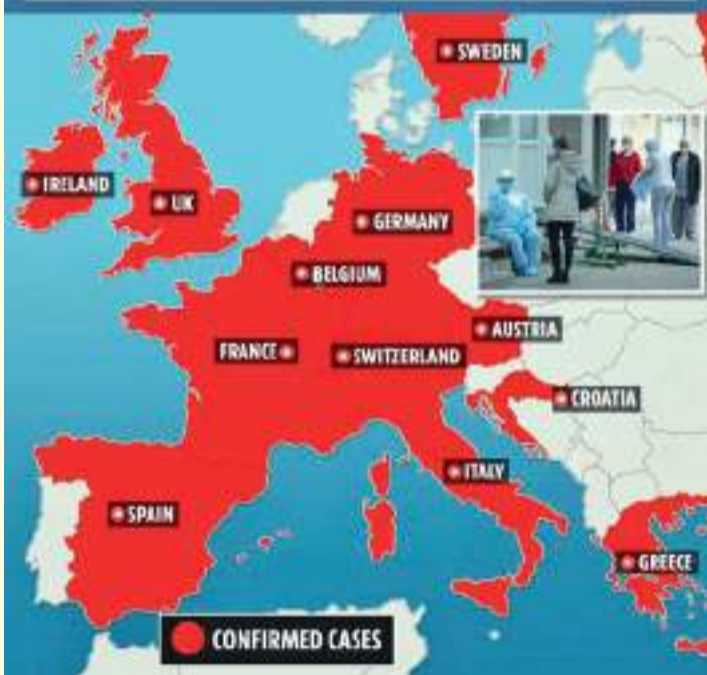 SWEDEN
IRELAND
UK
GERMANY
BELGIUM
AUSTRIA
FRANCE
SWITZERLAND
CROATIA
ITALY
SPAIN
GREECE
CONFIRMED CASES